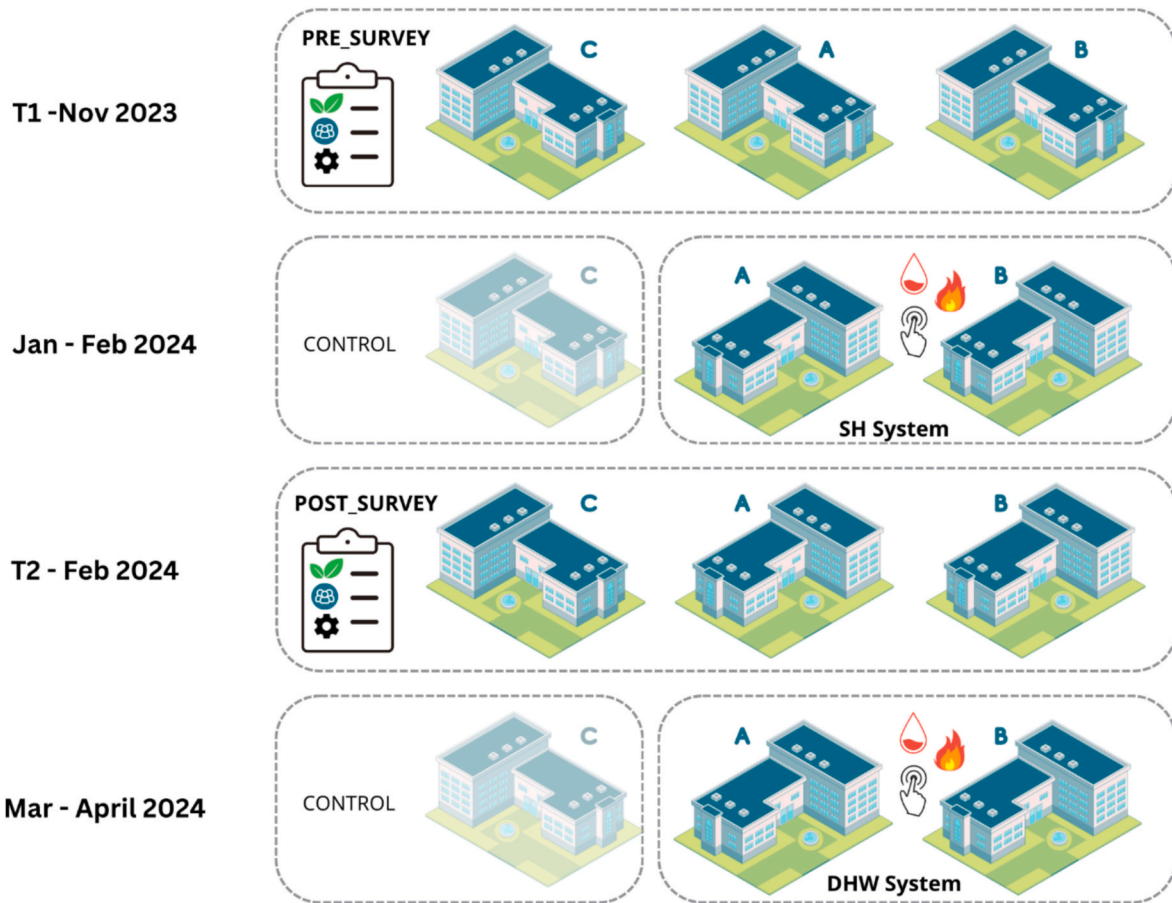 T1 -Nov 2023
PRE_SURVEY
C
A
B
Jan - Feb 2024
CONTROL
C
A
B
SH System
T2 - Feb 2024
POST_SURVEY
C
A
B
Mar - April 2024
CONTROL
C
A
B
DHW System